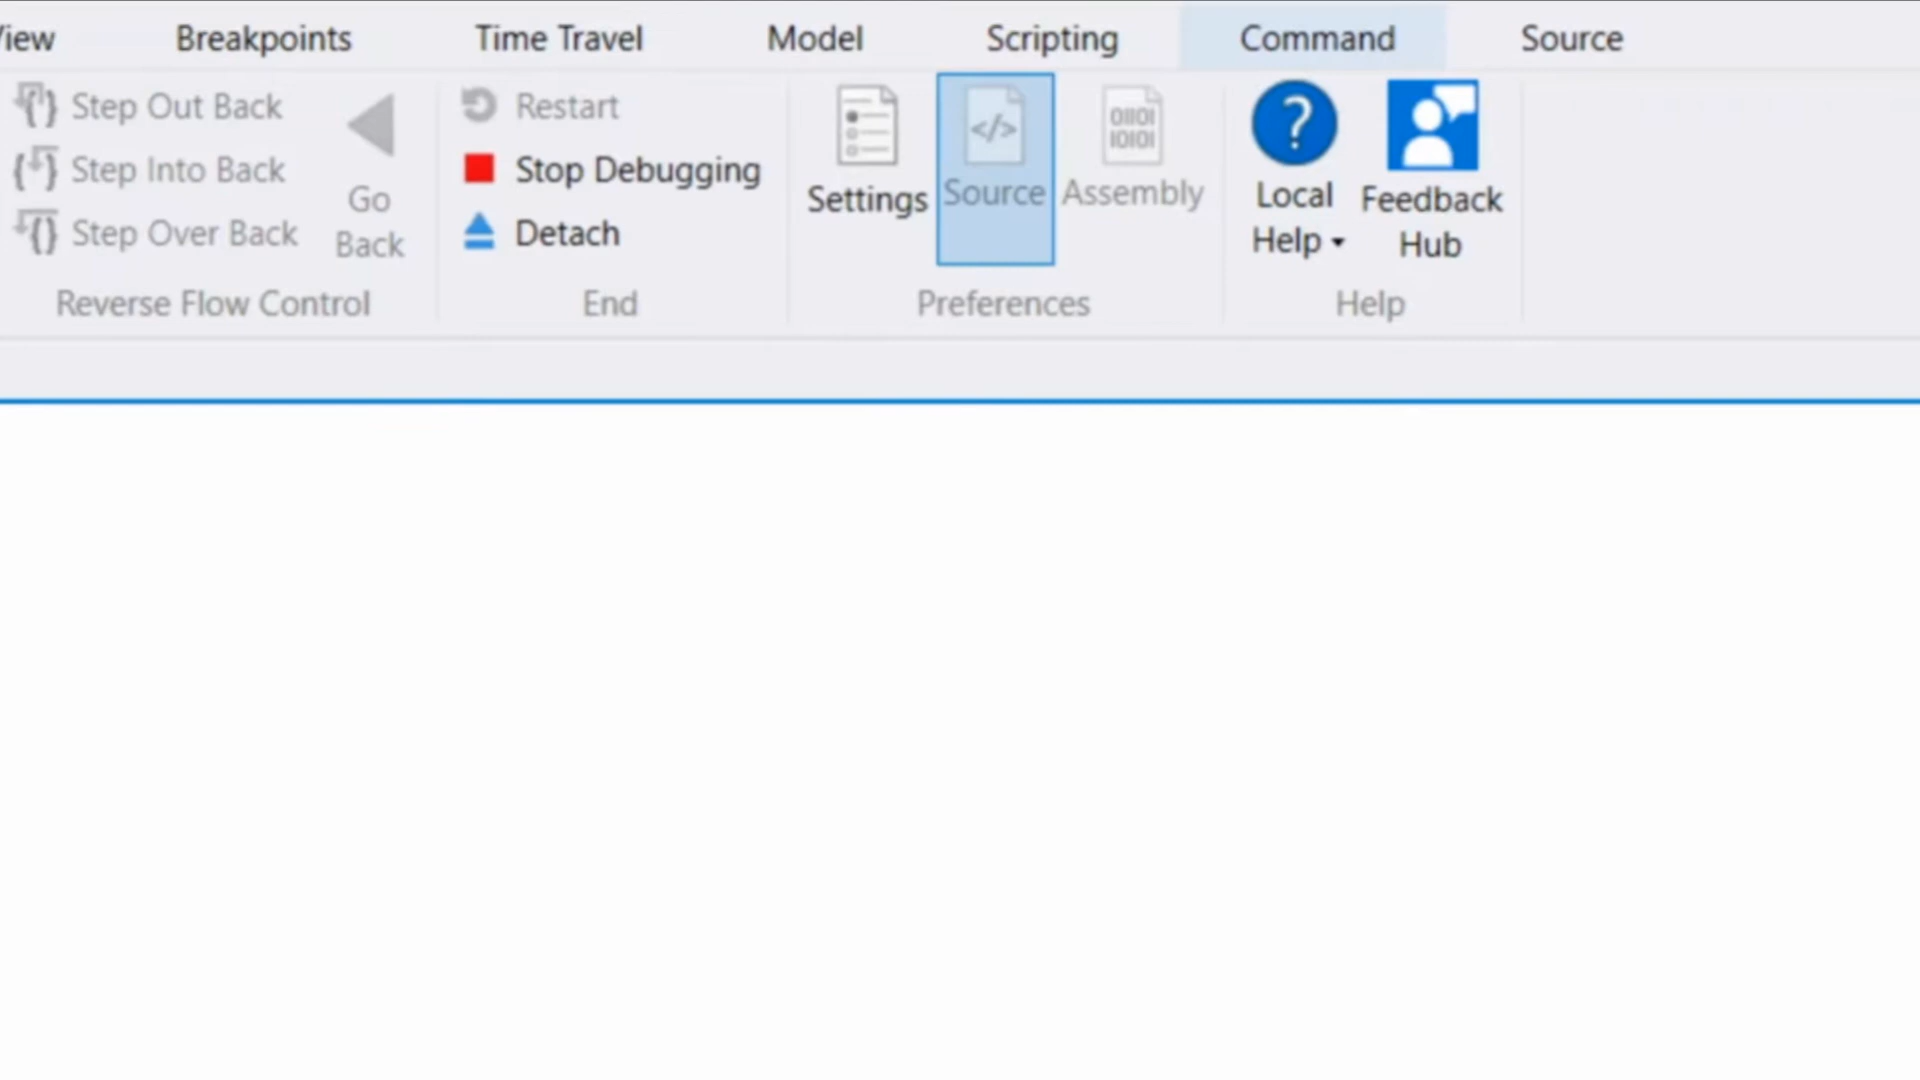 View Breakpoints Time Travel Model Scripting Command Source
Step Out Back
Step Into Back
Step Over Back
Go
Back
Reverse Flow Control
Restart
Stop Debugging
Detach
End
Settings
Source
Assembly
Preferences
Local
Help
Feedback
Hub
Help